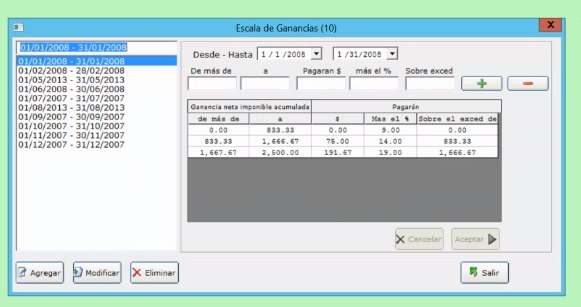 Escala de Ganancias (10)
X
01/01/2008 - 31/01/2008
01/01/2008 - 31/01/2008
01/02/2008 - 28/02/2008
01/05/2013 - 31/05/2013
01/06/2008 - 30/06/2008
01/07/2007 - 31/07/2007
01/08/2013 - 31/08/2013
01/09/2007 - 30/09/2007
01/10/2007 - 31/10/2007
01/11/2007 - 30/11/2007
01/12/2007 - 31/12/2007
Desde - Hasta 1 / 1 /2008 1 /31/2008
De más de a Pagaran $ más el % Sobre exced
Ganancia neta imponible acumulada Pagarán
de más de a $ Mas el % Sobre el exced de
0.00 833.33 0.00 9.00 0.00
833.33 1,666.67 75.00 14.00 833.33
1,667.67 2,500.00 191.67 19.00 1,666.67
Cancelar Aceptar
Agregar Modificar Eliminar Salir